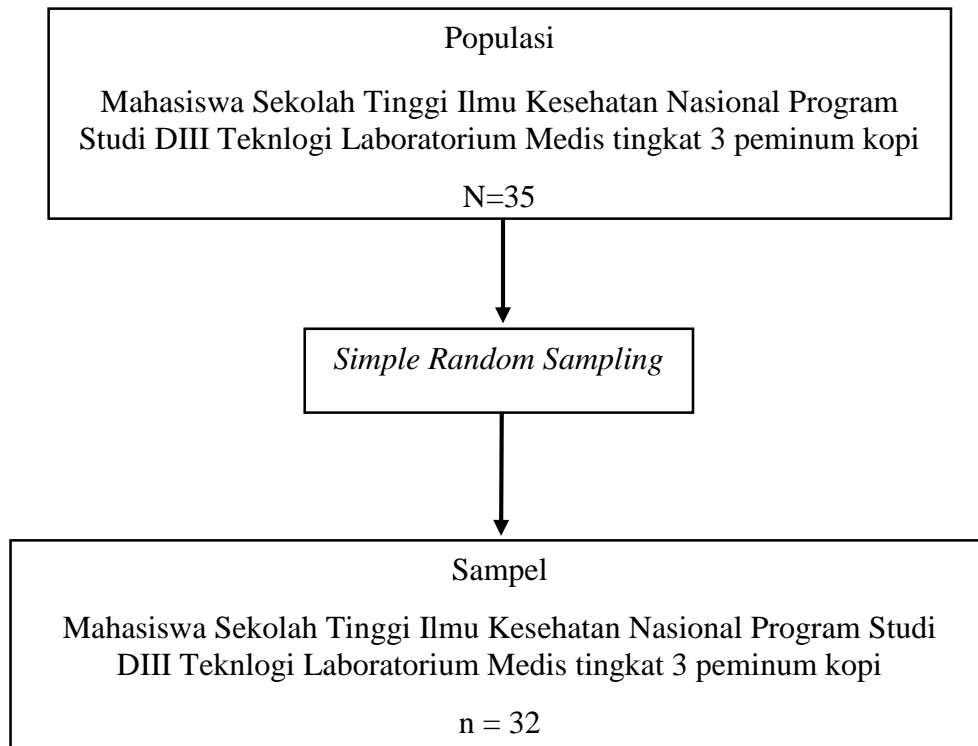 Populasi
Mahasiswa Sekolah Tinggi Ilmu Kesehatan Nasional Program
Studi DIII Teknlogi Laboratorium Medis tingkat 3 peminum kopi
N=35
Simple Random Sampling
Sampel
Mahasiswa Sekolah Tinggi Ilmu Kesehatan Nasional Program Studi
DIII Teknlogi Laboratorium Medis tingkat 3 peminum kopi
n = 32